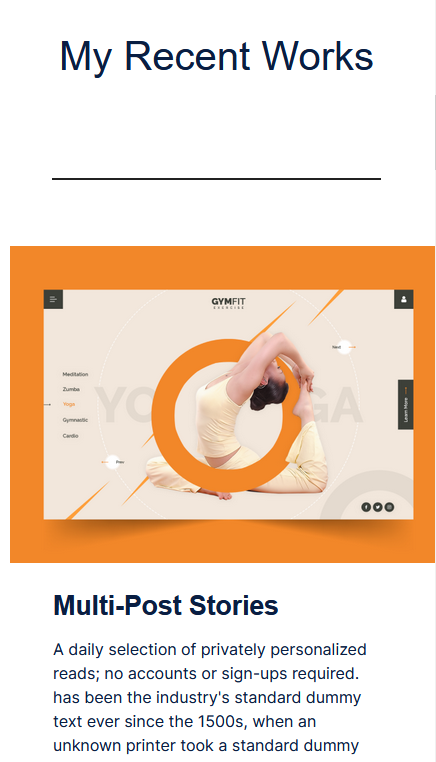 My Recent Works
GYMFIT
EXERCISE
Next
Meditation
Zumba
Yoga
Gymnastic
Cardio
YO GA
Learn More
Prev
Multi-Post Stories
A daily selection of privately personalized
reads; no accounts or sign-ups required.
has been the industry's standard dummy
text ever since the 1500s, when an
unknown printer took a standard dummy